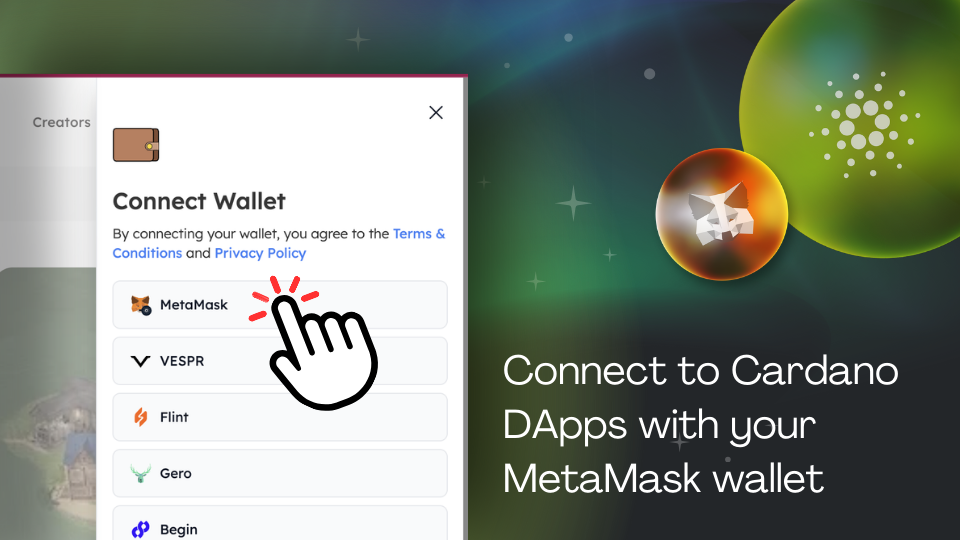 Creators
Connect Wallet
By connecting your wallet, you agree to the Terms &
Conditions and Privacy Policy
MetaMask
VESPR
Flint
Gero
Begin
Connect to Cardano
DApps with your
MetaMask wallet